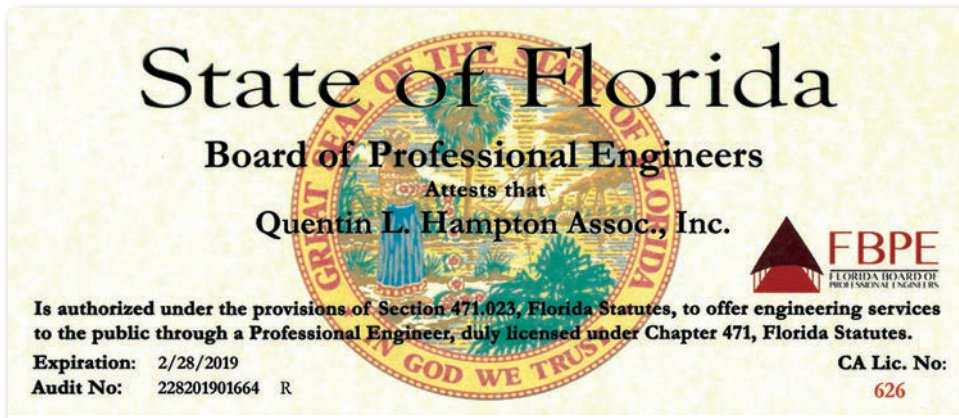 State of Florida
Board of Professional Engineers
Attests that
Quentin L. Hampton Assoc., Inc.
FBPE
FLORIDA BOARD OF
PROFESSIONAL ENGINEERS
Is authorized under the provisions of Section 471.023, Florida Statutes, to offer engineering services
to the public through a Professional Engineer, duly licensed under Chapter 471, Florida Statutes.
Expiration: 2/28/2019
CA Lic. No:
Audit No: 228201901664 R
626
GREAT SEAL OF THE STATE OF FLORIDA
IN GOD WE TRUST